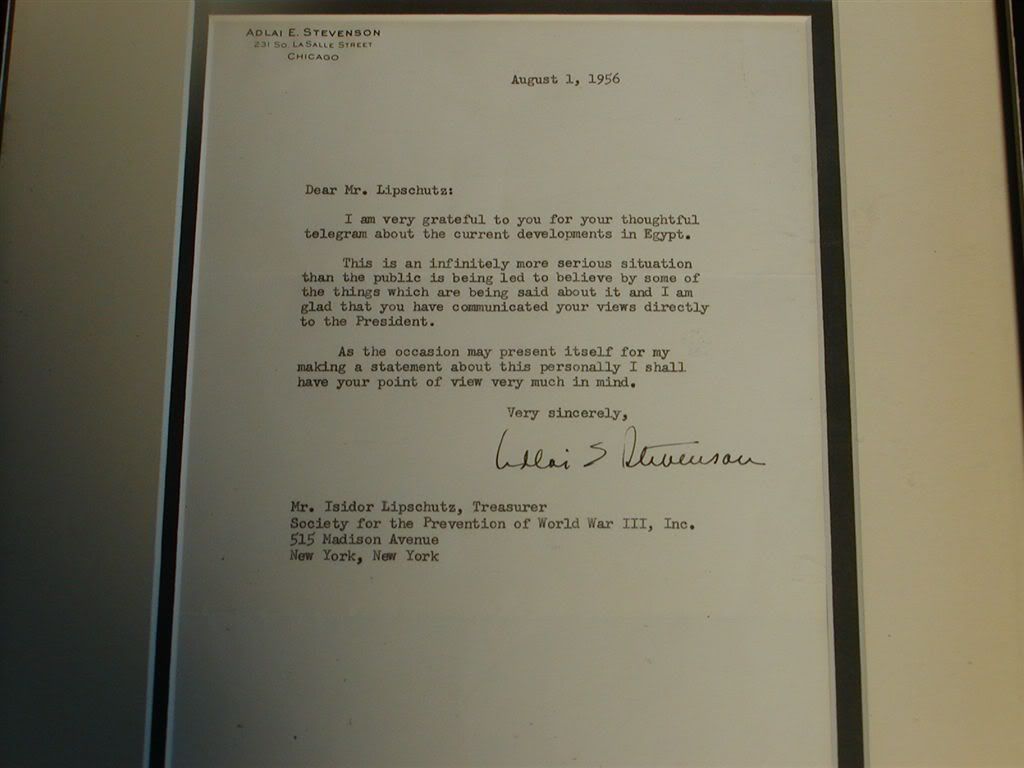 ADLAI E. STEVENSON
231 SO. LASALLE STREET
CHICAGO
August 1, 1956
Dear Mr. Lipschutz:
I am very grateful to you for your thoughtful
telegram about the current developments in Egypt.
This is an infinitely more serious situation
than the public is being led to believe by some of
the things which are being said about it and I am
glad that you have communicated your views directly
to the President.
As the occasion may present itself for my
making a statement about this personally I shall
have your point of view very much in mind.
Very sincerely,
Adlai E Stevenson
Mr. Isidor Lipschutz, Treasurer
Society for the Prevention of World War III, Inc.
515 Madison Avenue
New York, New York